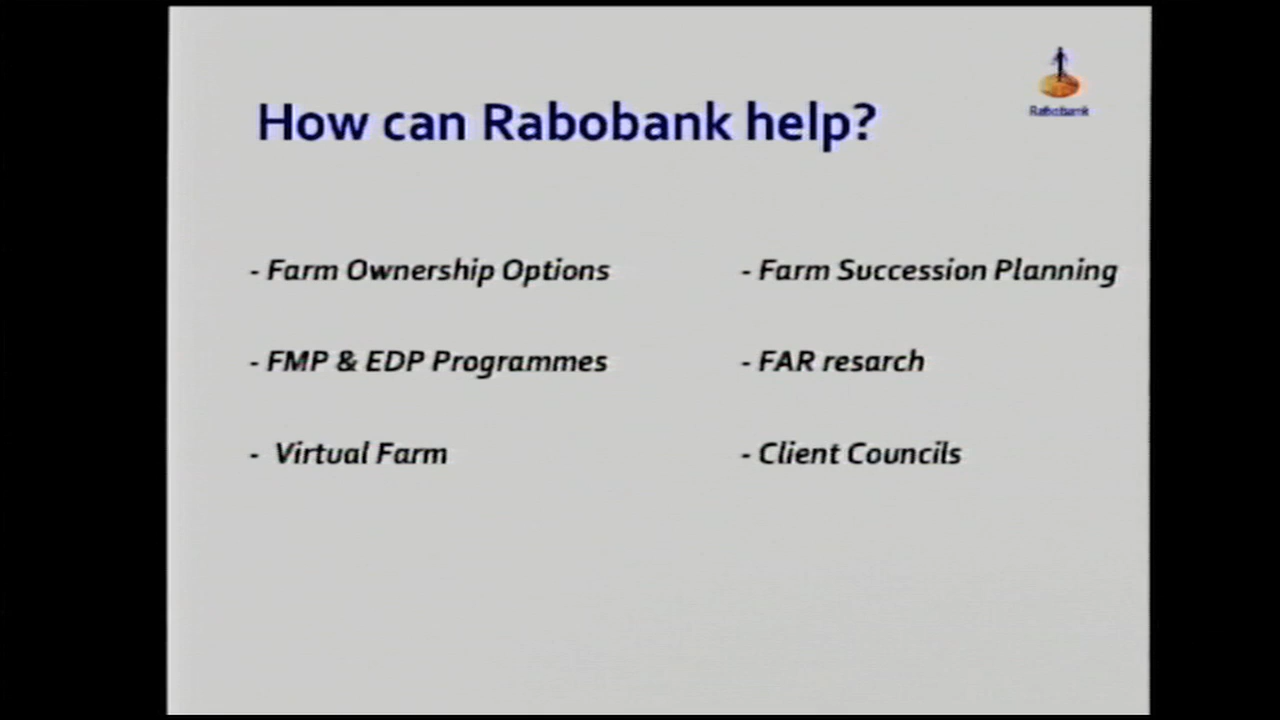 Rabobank
How can Rabobank help?
- Farm Ownership Options
- FMP & EDP Programmes
- Virtual Farm
- Farm Succession Planning
- FAR resarch
- Client Councils